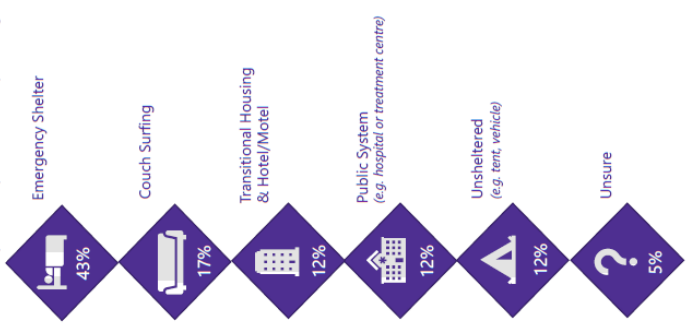 Emergency Shelter
43%
Couch Surfing
17%
Transitional Housing
& Hotel/Motel
12%
Public System
(e.g. hospital or treatment centre)
12%
Unsheltered
(e.g. tent, vehicle)
12%
Unsure
?
5%